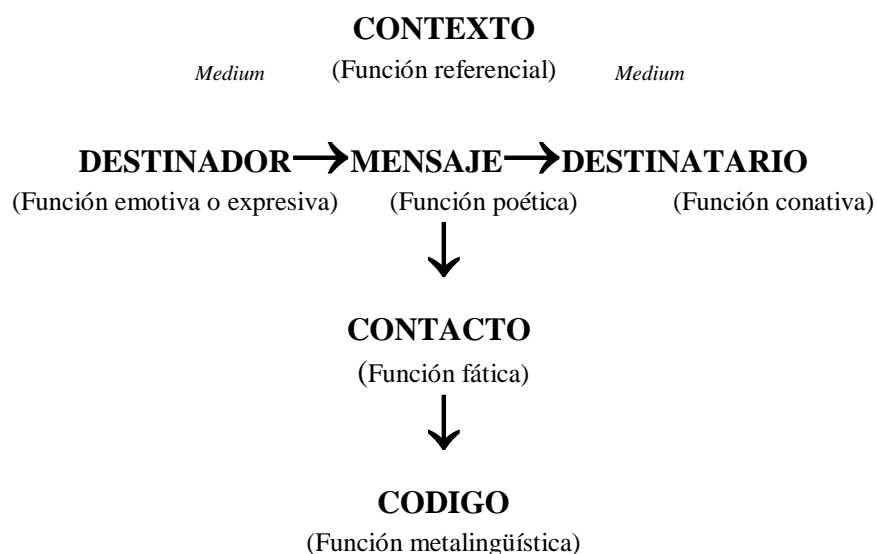 CONTEXTO
Medium (Función referencial) Medium
DESTINADOR MENSAJE DESTINATARIO
(Función emotiva o expresiva) (Función poética) (Función conativa)
CONTACTO
(Función fática)
CODIGO
(Función metalingüística)